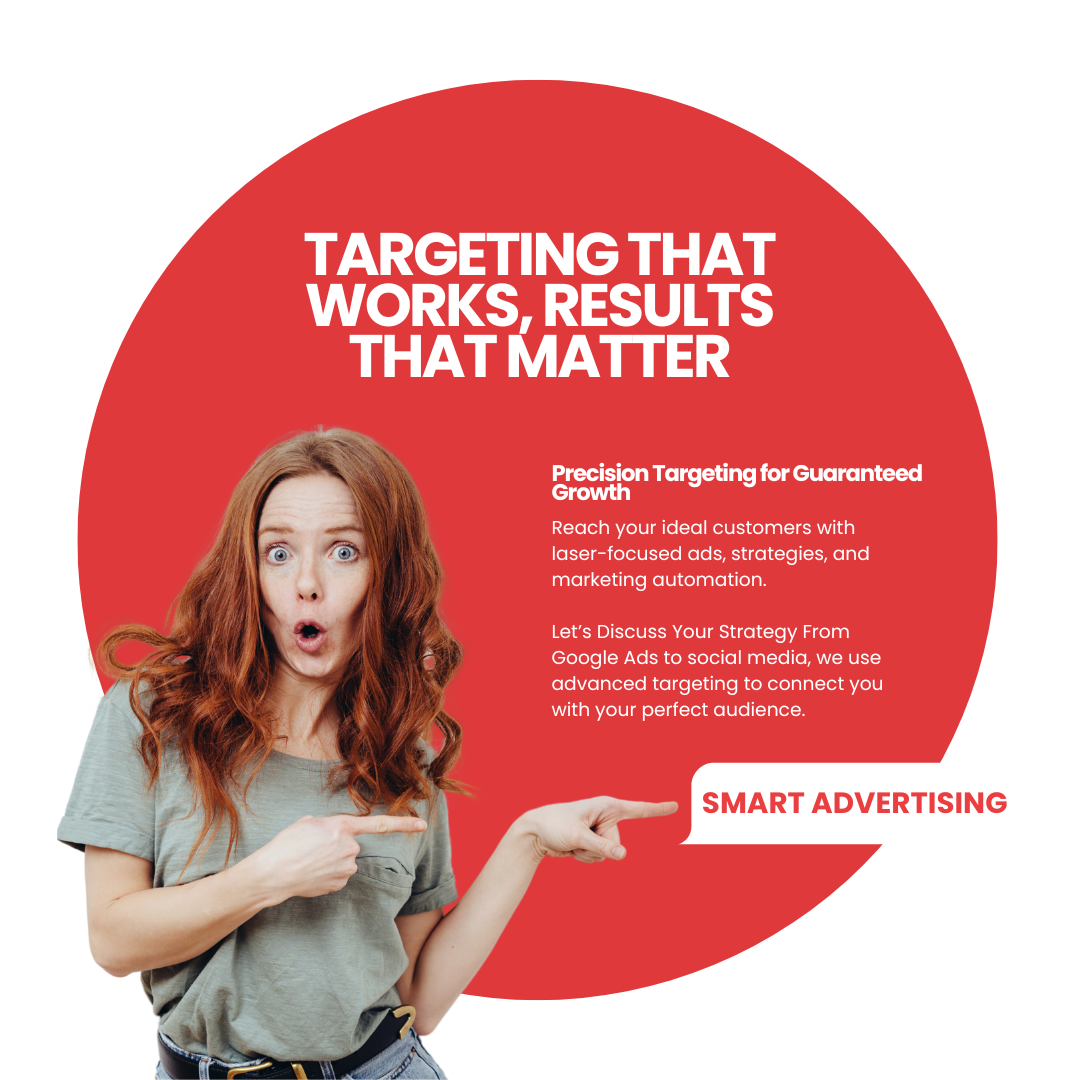 TARGETING THAT
WORKS, RESULTS
THAT MATTER
Precision Targeting for Guaranteed
Growth
Reach your ideal customers with
laser-focused ads, strategies, and
marketing automation.
Let’s Discuss Your Strategy From
Google Ads to social media, we use
advanced targeting to connect you
with your perfect audience.
SMART ADVERTISING